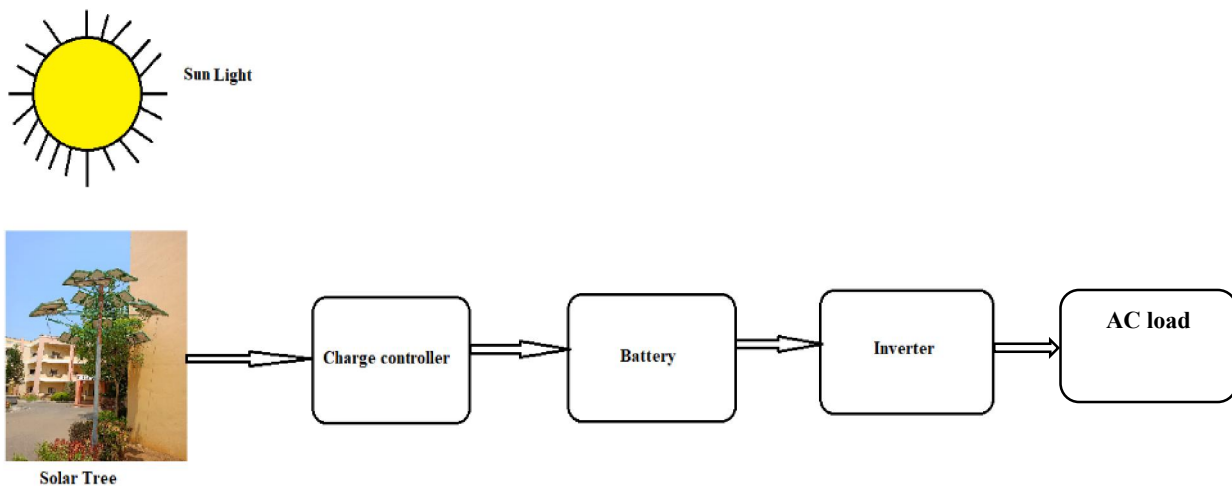 Sun Light
Charge controller
Battery
Inverter
AC load
Solar Tree